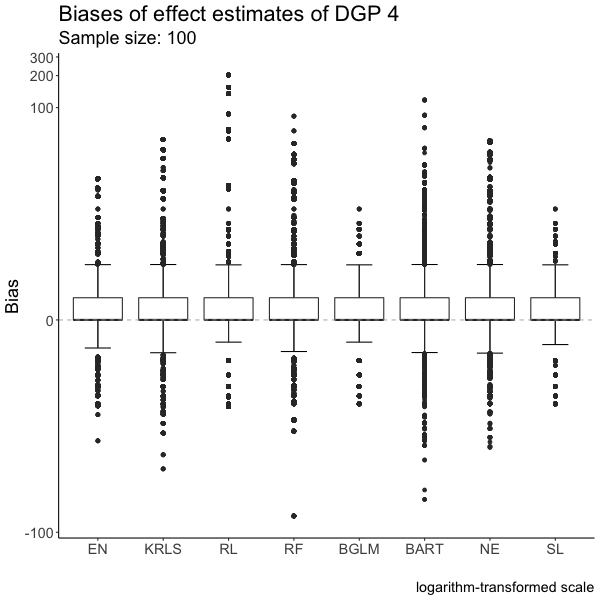 Biases of effect estimates of DGP 4
Sample size: 100
300
200
100
0
-100
Bias
EN KRLS RL RF BGLM BART NE SL
logarithm-transformed scale